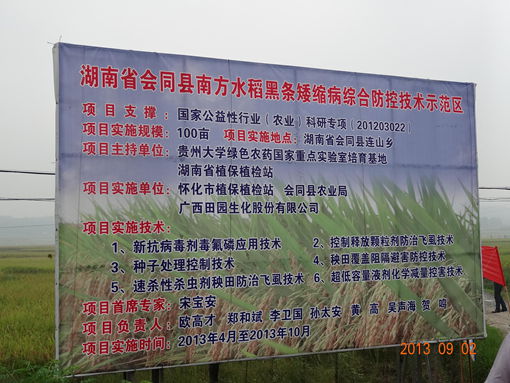 湖南省会同县南方水稻黑条矮缩病综合防控技术示范区
项目支撑：国家公益性行业（农业）科研专项（201203022）
项目实施规模：100亩 项目实施地点：湖南省会同县连山乡
项目主持单位：贵州大学绿色农药国家重点实验室培育基地
湖南省植保植检站
项目实施单位：怀化市植保植检站 会同县农业局
广西田园生化股份有限公司
项目实施技术：
1、新抗病毒剂毒氟磷应用技术 2、控制释放颗粒剂防治飞虱技术
3、种子处理控制技术 4、秧田覆盖阻隔避害防控技术
5、速杀性杀虫剂秧田防治飞虱技术 6、超低容量液剂化学减量控害技术
项目首席专家：宋宝安
项目负责人：欧高才 郑和斌 李卫国 孙太安 黄高 吴声海 贺鸣
项目实施时间：2013年4月至2013年10月
2013 09 02